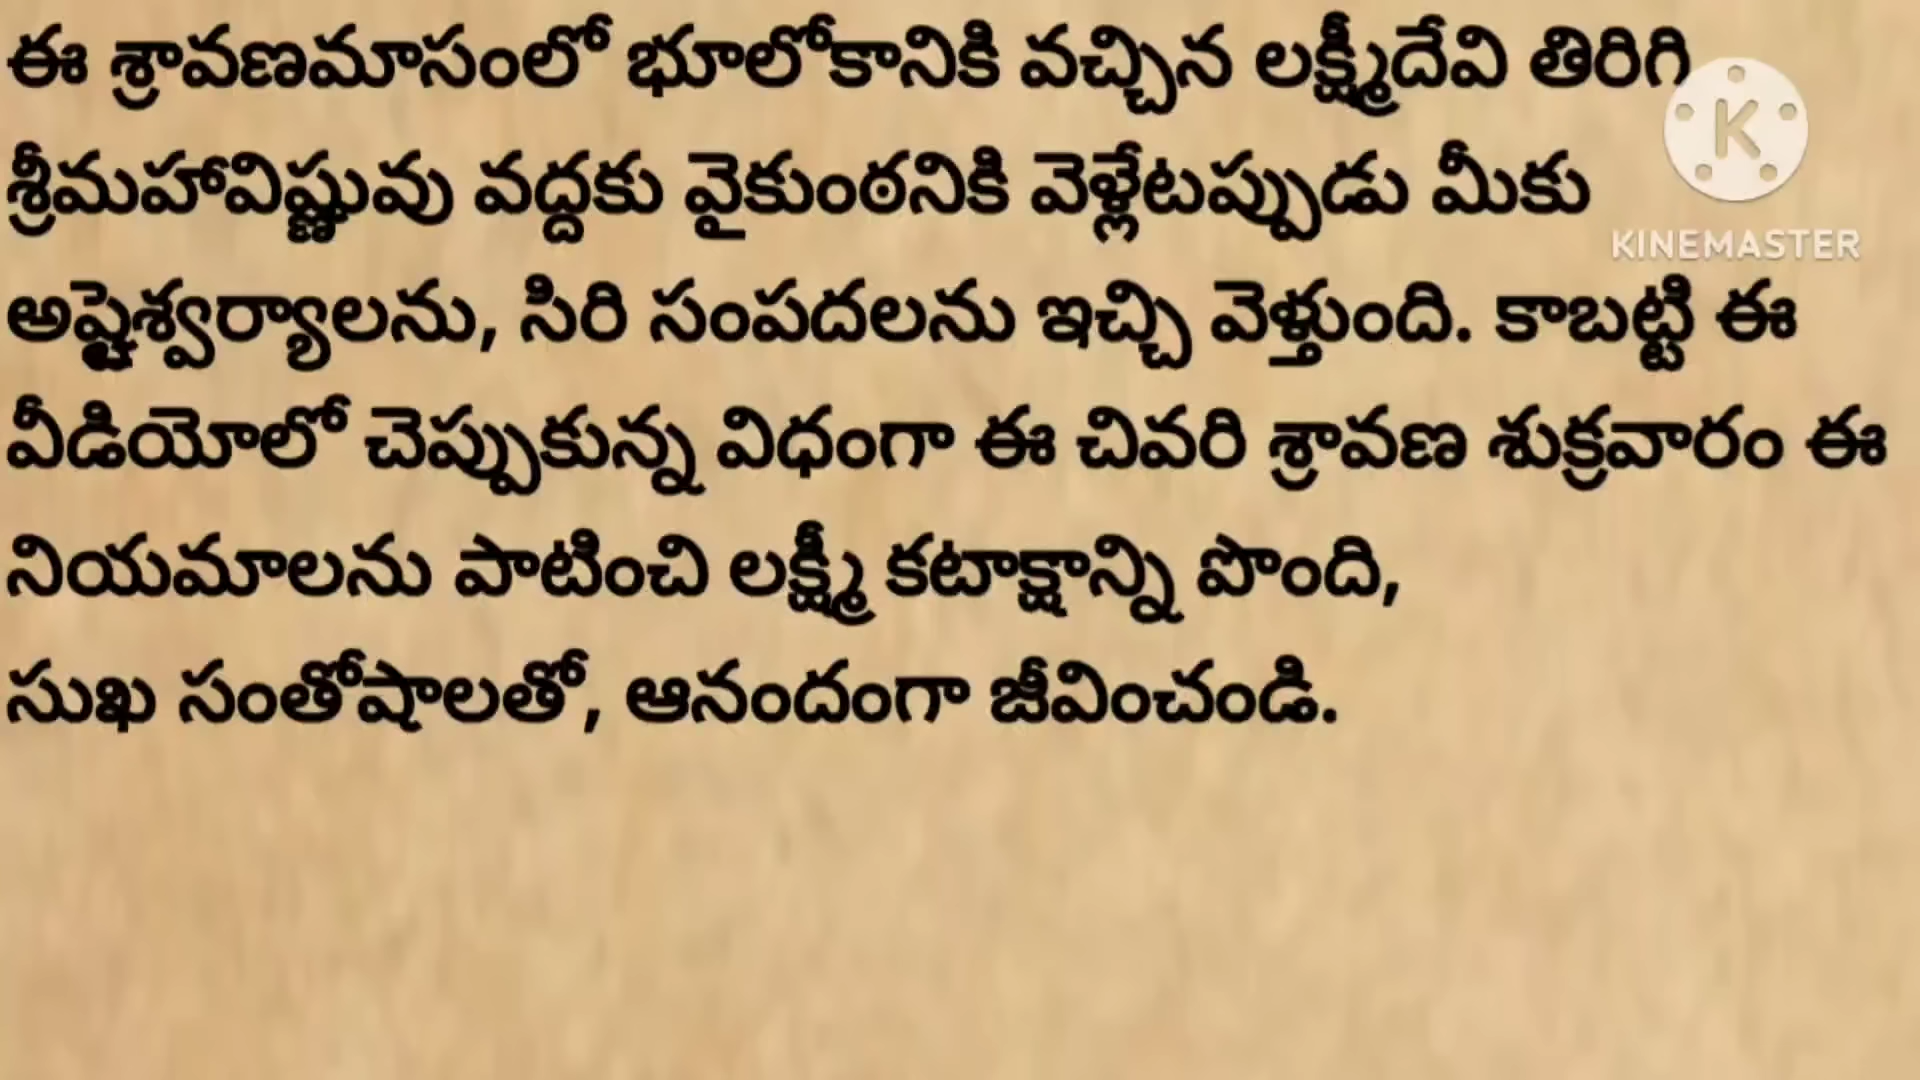 ఈ శ్రావణమాసంలో భూలోకానికి వచ్చిన లక్ష్మీదేవి తిరిగి
శ్రీమహావిష్ణువు వద్దకు వైకుంఠనికి వెళ్లేటప్పుడు మీకు
KINEMASTER
అష్టైశ్వర్యాలను, సిరి సంపదలను ఇచ్చి వెళ్తుంది. కాబట్టి ఈ
వీడియోలో చెప్పుకున్న విధంగా ఈ చివరి శ్రావణ శుక్రవారం ఈ
నియమాలను పాటించి లక్ష్మీ కటాక్షాన్ని పొంది,
సుఖ సంతోషాలతో, ఆనందంగా జీవించండి.